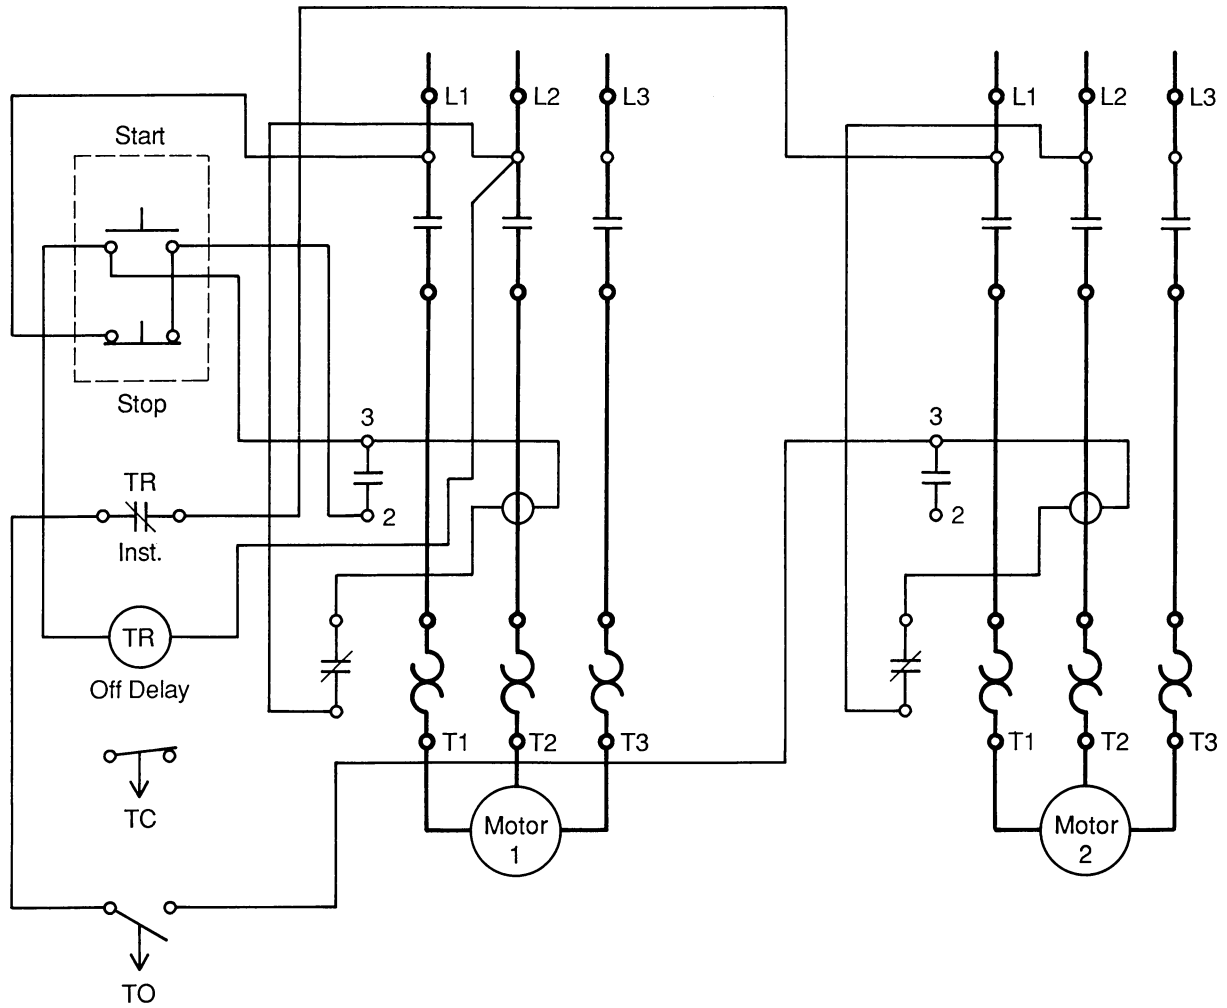 L1 L2 L3 L1 L2 L3
Start
Stop
3
3
TR
2
2
Inst.
TR
Off Delay
T1 T2 T3 T1 T2 T3
TC
Motor
1
Motor
2
TO